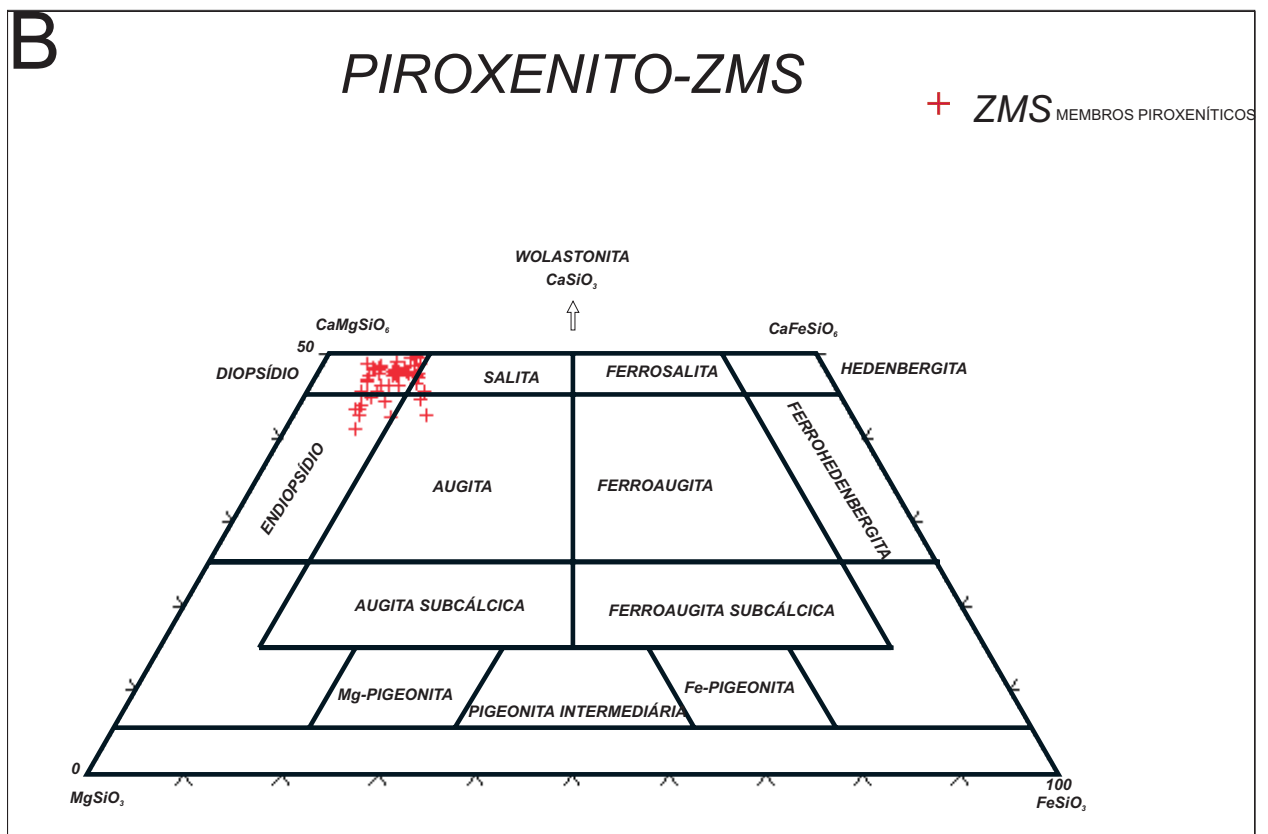 B
PIROXENITO-ZMS
ZMS MEMBROS PIROXENÍTICOS
WOLASTONITA
CaSiO₃
CaMgSiO₆
CaFeSiO₆
50
DIOPSÍDIO
SALITA
FERROSALITA
HEDENBERGITA
ENDIOPSÍDIO
AUGITA
FERROAUGITA
FERROHEDENBERGITA
AUGITA SUBCÁLCICA
FERROAUGITA SUBCÁLCICA
Mg-PIGEONITA
PIGEONITA INTERMEDIÁRIA
Fe-PIGEONITA
0
MgSiO₃
100
FeSiO₃